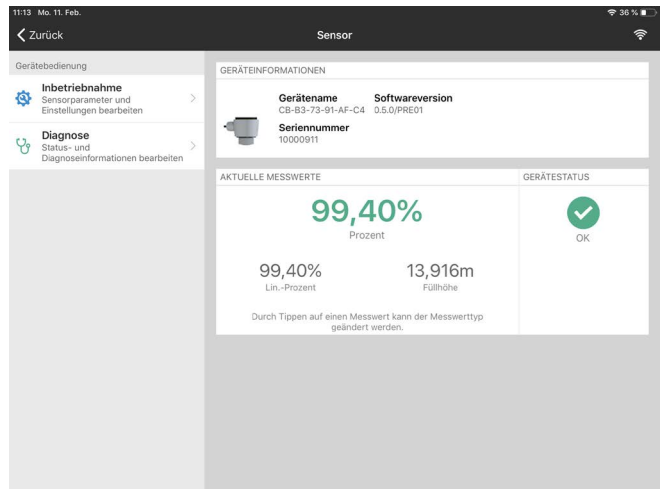 11:13 Mo. 11. Feb.
36 %
Zurück
Sensor
Gerätebedienung
Inbetriebnahme
Sensorparameter und
Einstellungen bearbeiten
Diagnose
Status- und
Diagnoseinformationen bearbeiten
GERÄTEINFORMATIONEN
Gerätename
CB-B3-73-91-AF-C4
Softwareversion
0.5.0/PRE01
Seriennummer
10000911
AKTUELLE MESSWERTE
99,40%
Prozent
99,40%
Lin.-Prozent
13,916m
Füllhöhe
Durch Tippen auf einen Messwert kann der Messwerttyp
geändert werden.
GERÄTESTATUS
OK